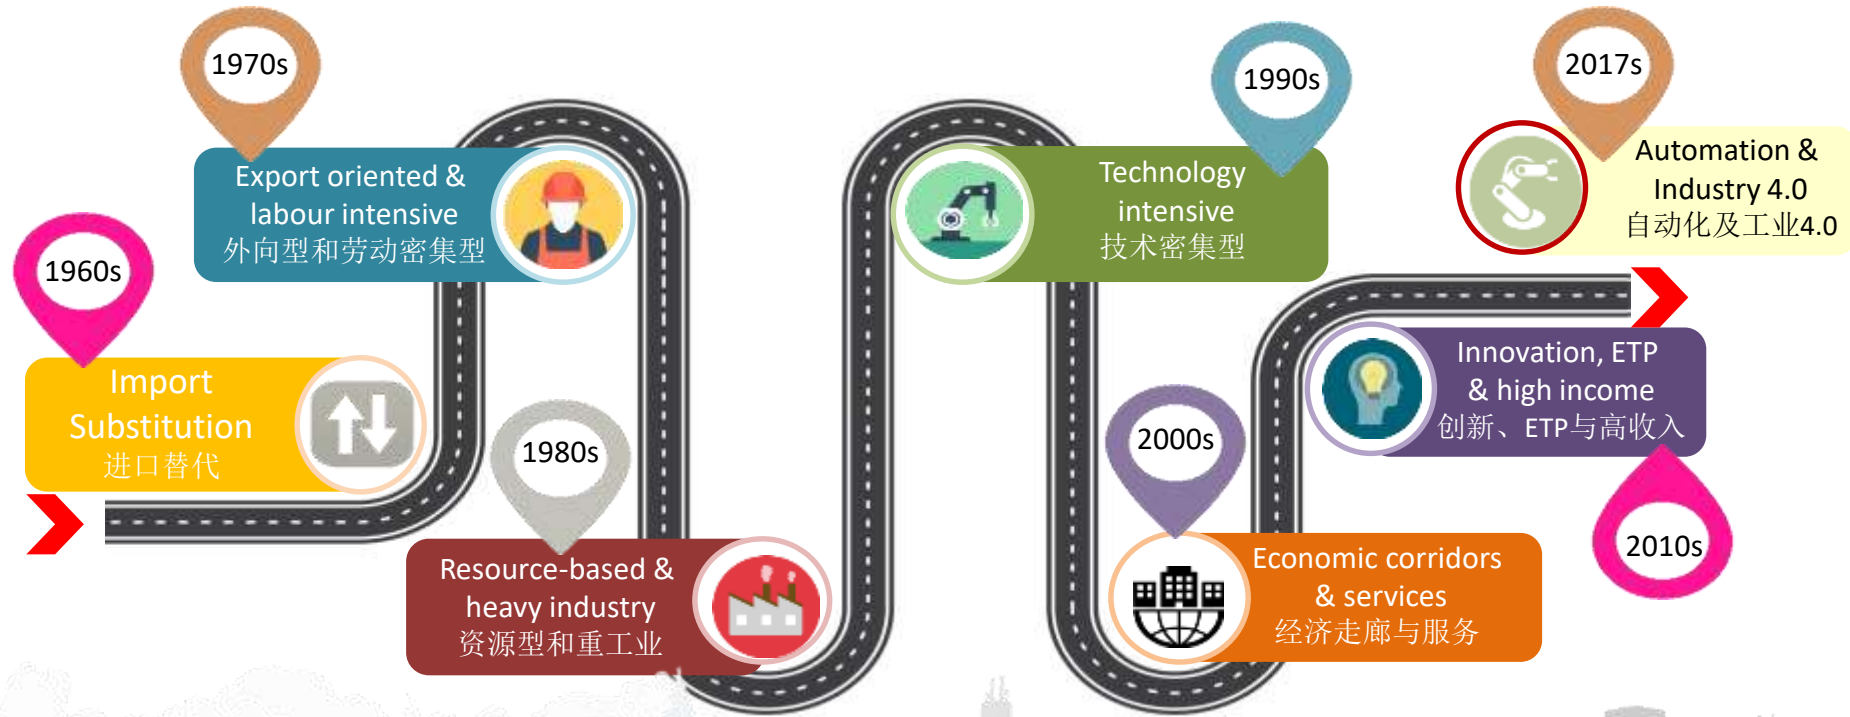 1960s
Import
Substitution
进口替代
1970s
Export oriented &
labour intensive
外向型和劳动密集型
1980s
Resource-based &
heavy industry
资源型和重工业
1990s
Technology
intensive
技术密集型
2000s
Economic corridors
& services
经济走廊与服务
2010s
Innovation, ETP
& high income
创新、ETP与高收入
2017s
Automation &
Industry 4.0
自动化及工业4.0